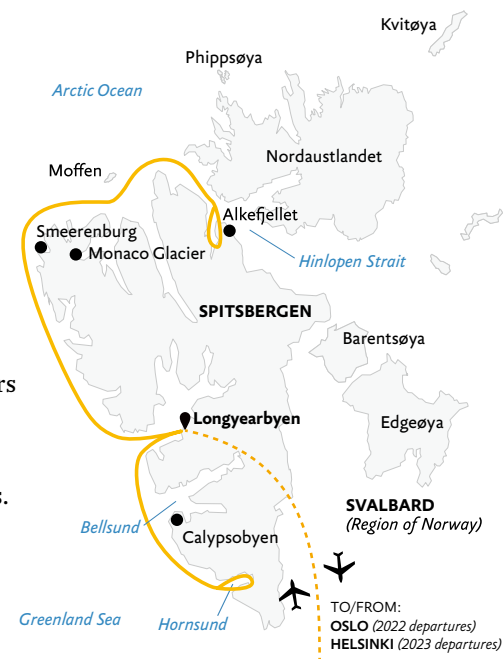 Kvitøya
Phippsøya
Arctic Ocean
Nordaustlandet
Moffen
Alkefjellet
Smeerenburg
Monaco Glacier
Hinlopen Strait
SPITSBERGEN
Barentsøya
rs
Longyearbyen
Edgeøya
s.
SVALBARD
(Region of Norway)
Bellsund
Calypsobyen
TO/FROM:
Greenland Sea
Hornsund
OSLO (2022 departures)
HELSINKI (2023 departures)